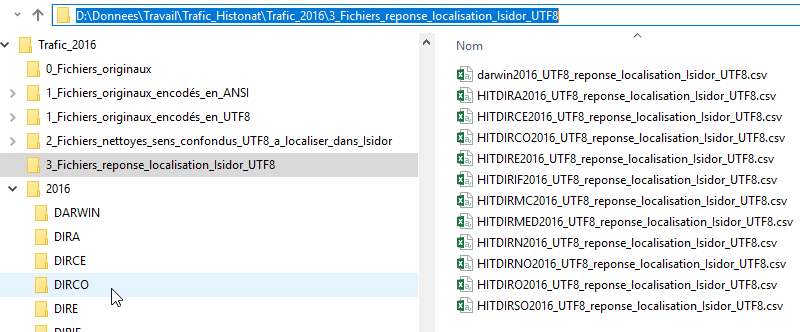 D:\Donnees\Travail\Trafic_Histonat\Trafic_2016\3_Fichiers_reponse_localisation_Isidor_UTF8
Trafic_2016
0_Fichiers_originaux
1_Fichiers_originaux_encodés_en_ANSI
1_Fichiers_originaux_encodés_en_UTF8
2_Fichiers_nettoyes_sens_confondus_UTF8_a_localiser_dans_Isidor
3_Fichiers_reponse_localisation_Isidor_UTF8
2016
DARWIN
DIRA
DIRCE
DIRCO
DIRE
DIRIF
Nom
darwin2016_UTF8_reponse_localisation_Isidor_UTF8.csv
HITDIRA2016_UTF8_reponse_localisation_Isidor_UTF8.csv
HITDIRCE2016_UTF8_reponse_localisation_Isidor_UTF8.csv
HITDIRCO2016_UTF8_reponse_localisation_Isidor_UTF8.csv
HITDIRE2016_UTF8_reponse_localisation_Isidor_UTF8.csv
HITDIRIF2016_UTF8_reponse_localisation_Isidor_UTF8.csv
HITDIRMC2016_UTF8_reponse_localisation_Isidor_UTF8.csv
HITDIRMED2016_UTF8_reponse_localisation_Isidor_UTF8.csv
HITDIRN2016_UTF8_reponse_localisation_Isidor_UTF8.csv
HITDIRNO2016_UTF8_reponse_localisation_Isidor_UTF8.csv
HITDIRO2016_UTF8_reponse_localisation_Isidor_UTF8.csv
HITDIRSO2016_UTF8_reponse_localisation_Isidor_UTF8.csv